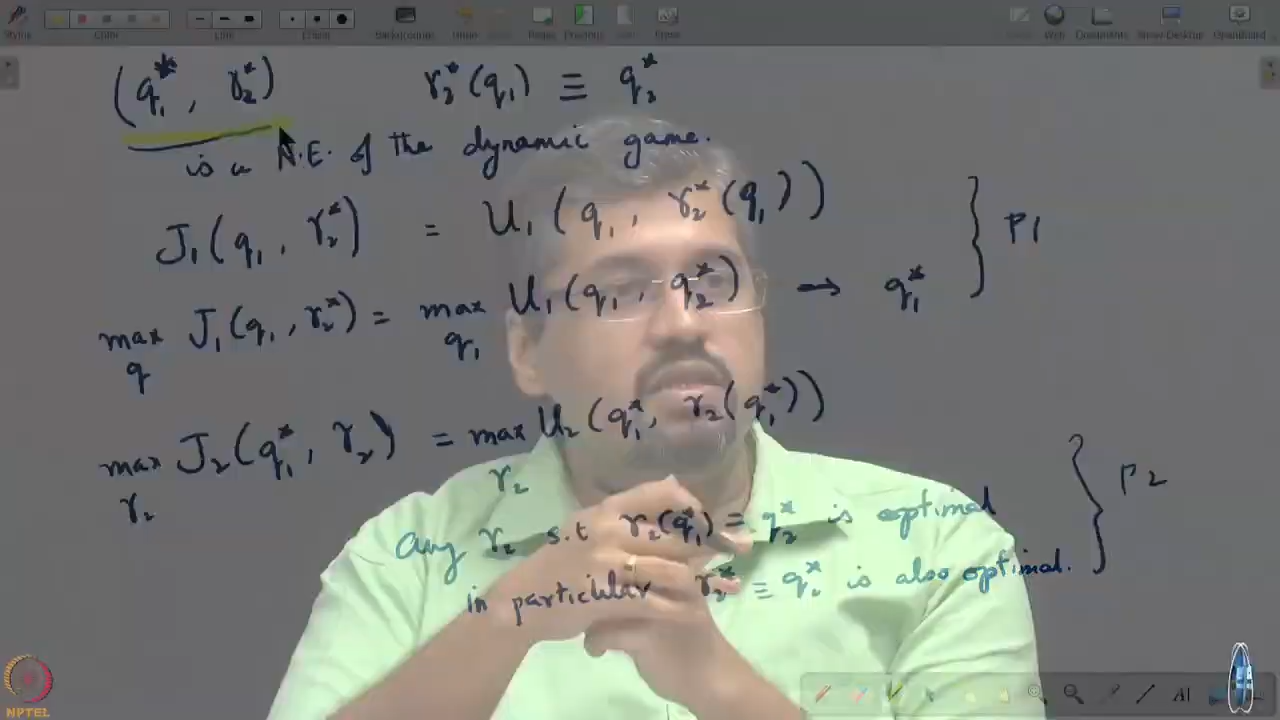 (q₁*, γ₂*) γ₂*(q₁) ≡ q₂*
is a N.E. of the dynamic game.
J₁(q₁, γ₂*) = U₁(q₁, γ₂*(q₁)) } P1
max J₁(q₁, γ₂*) = max U₁(q₁, q₂*) → q₁*
q q₁
max J₂(q₁*, γ₂) = max U₂(q₁*, γ₂(q₁*))
γ₂ γ₂ } P2
any γ₂ s.t γ₂(q₁*) = q₂* is optimal
in particular γ₂* ≡ q₂* is also optimal.
NPTEL